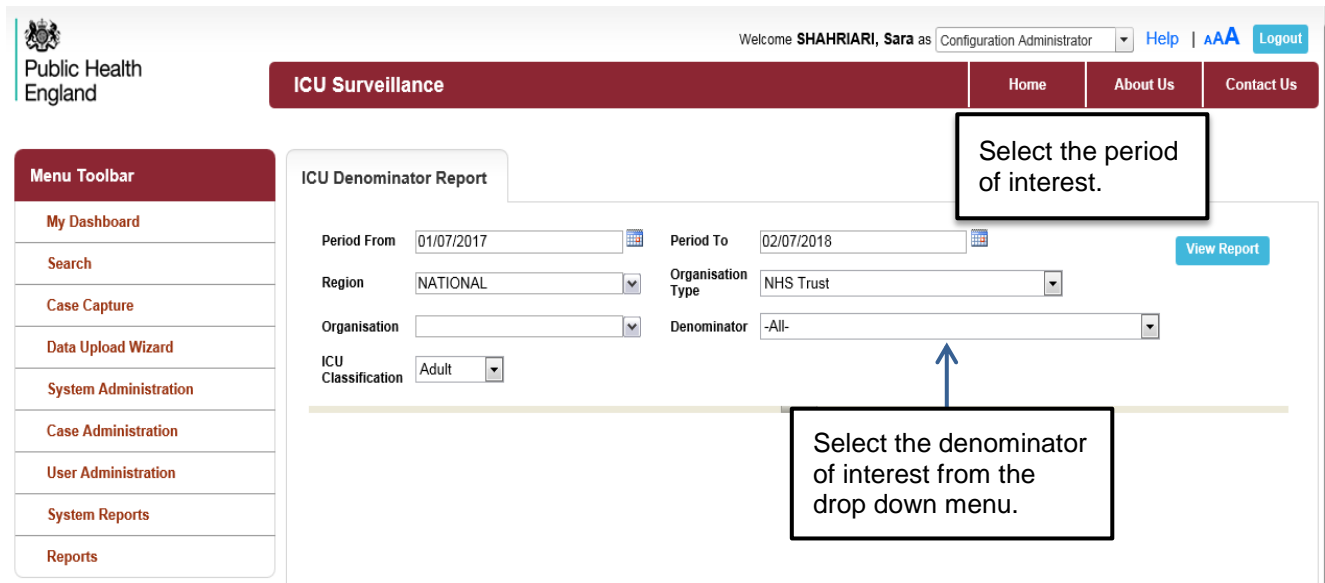 Welcome SHAHRIARI, Sara as Configuration Administrator Help | AAA Logout
Public Health
England
ICU Surveillance Home About Us Contact Us
Select the period
of interest.
Menu Toolbar
My Dashboard
Search
Case Capture
Data Upload Wizard
System Administration
Case Administration
User Administration
System Reports
Reports
ICU Denominator Report
Period From 01/07/2017 Period To 02/07/2018
View Report
Region NATIONAL Organisation
Type NHS Trust
Organisation Denominator -All-
ICU
Classification Adult
Select the denominator
of interest from the
drop down menu.